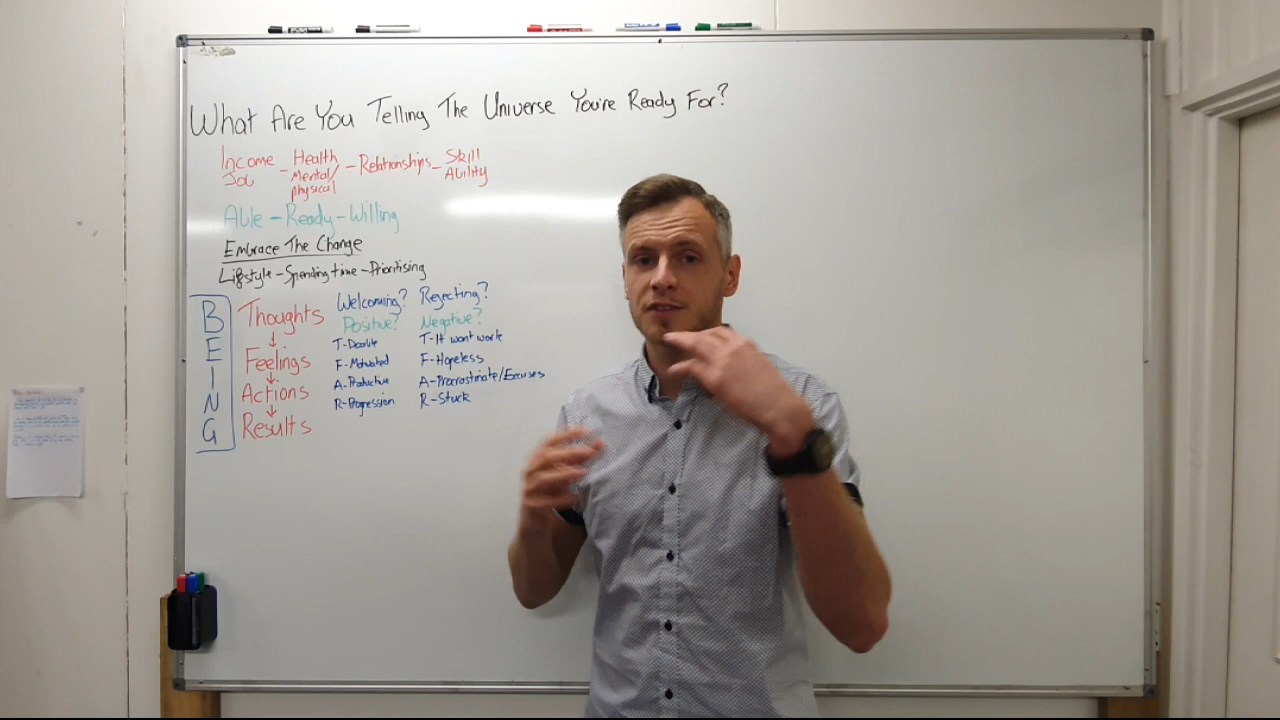 What Are You Telling The Universe You're Ready For?
Income Job - Health Mental/ physical - Relationships - Skill Ability
Able - Ready - Willing
Embrace The Change
Lifestyle - Spending time - Prioritising
BEING
Thoughts
Feelings
Actions
Results
Welcoming? Rejecting?
Positive? Negative?
T- T-It wont work
F-Motivated F-Hopeless
A-Productive A-Procrastinate/Excuses
R-Progression R-Stuck